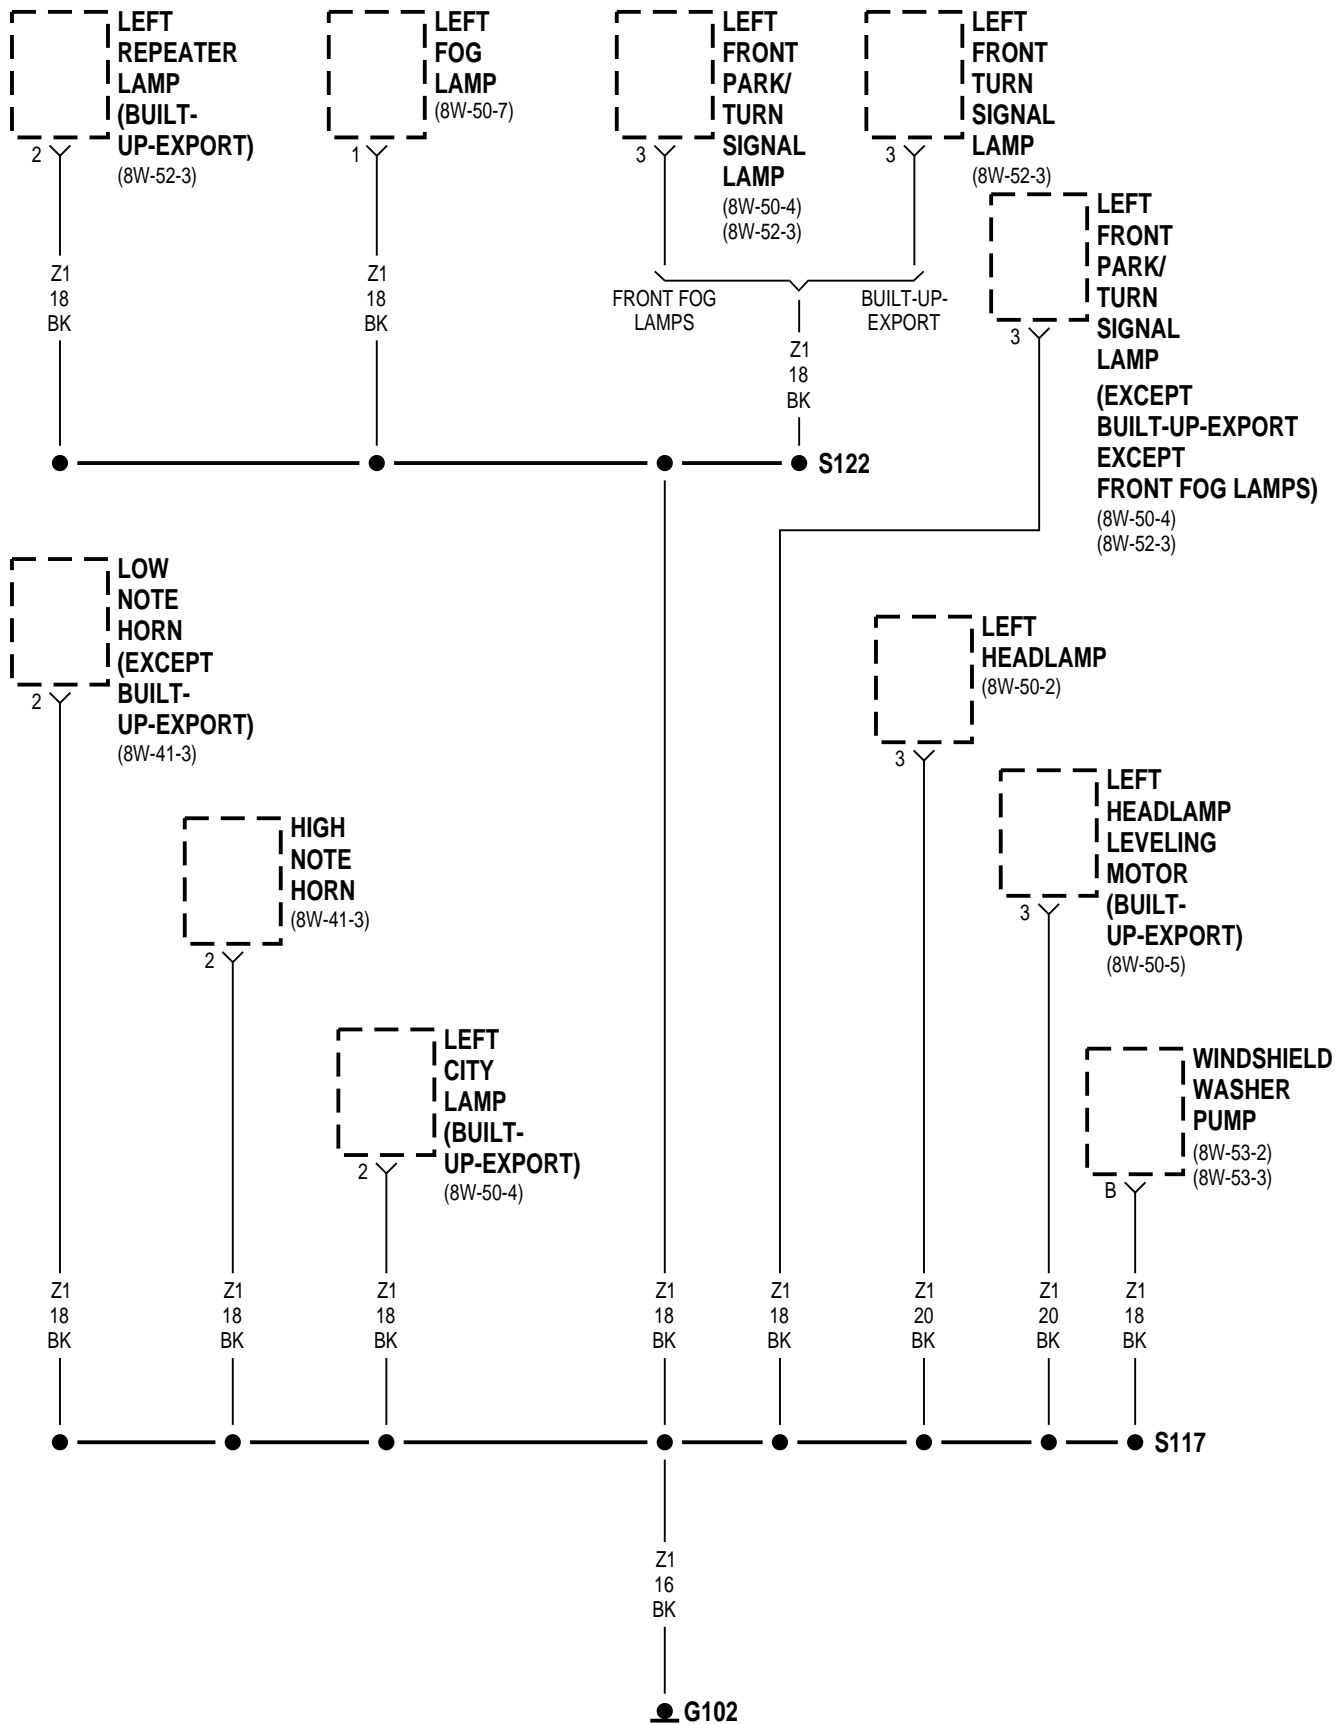 LEFT
REPEATER
LAMP
(BUILT-
UP-EXPORT)
(8W-52-3)
2
Z1
18
BK
LEFT
FOG
LAMP
(8W-50-7)
1
Z1
18
BK
LEFT
FRONT
PARK/
TURN
SIGNAL
LAMP
(8W-50-4)
(8W-52-3)
3
FRONT FOG
LAMPS
LEFT
FRONT
TURN
SIGNAL
LAMP
(8W-52-3)
3
BUILT-UP-
EXPORT
Z1
18
BK
S122
LEFT
FRONT
PARK/
TURN
SIGNAL
LAMP
(EXCEPT
BUILT-UP-EXPORT
EXCEPT
FRONT FOG LAMPS)
(8W-50-4)
(8W-52-3)
3
LOW
NOTE
HORN
(EXCEPT
BUILT-
UP-EXPORT)
(8W-41-3)
2
HIGH
NOTE
HORN
(8W-41-3)
2
LEFT
CITY
LAMP
(BUILT-
UP-EXPORT)
(8W-50-4)
2
LEFT
HEADLAMP
(8W-50-2)
3
LEFT
HEADLAMP
LEVELING
MOTOR
(BUILT-
UP-EXPORT)
(8W-50-5)
3
WINDSHIELD
WASHER
PUMP
(8W-53-2)
(8W-53-3)
B
Z1
18
BK
Z1
18
BK
Z1
18
BK
Z1
18
BK
Z1
18
BK
Z1
20
BK
Z1
20
BK
Z1
18
BK
S117
Z1
16
BK
G102